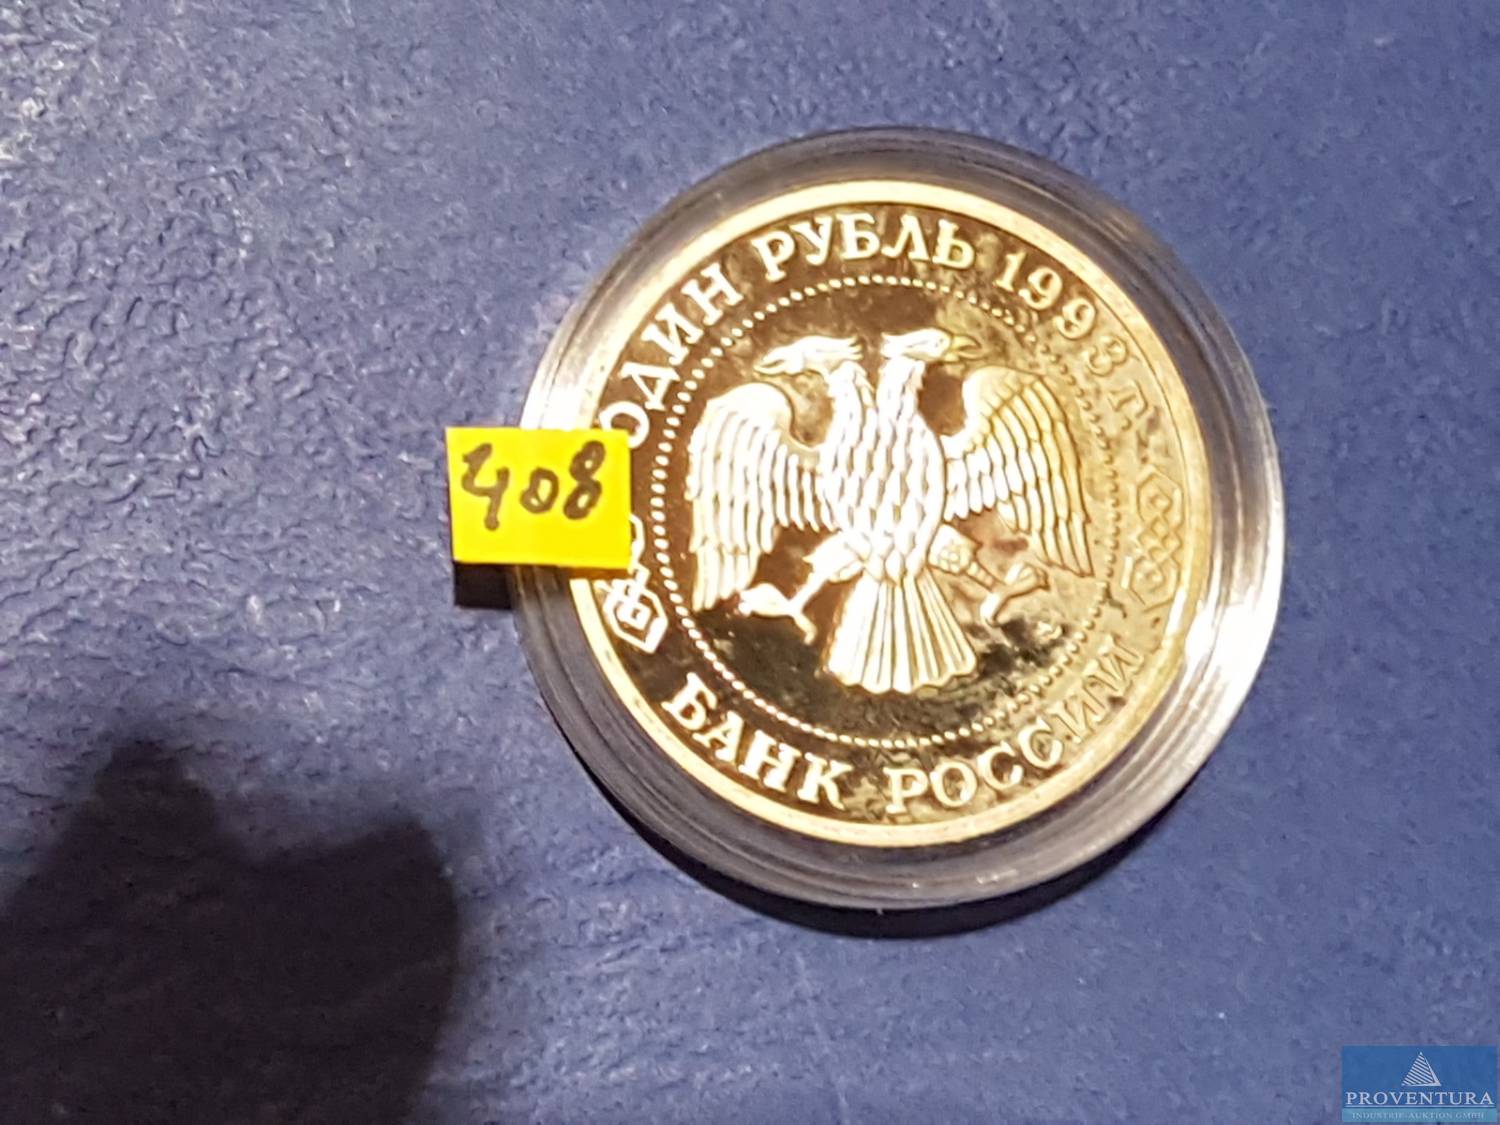 ОДИН РУБЛЬ 1993 Г.
408
БАНК РОССИИ
PROVENTURA
INDUSTRIE-AUKTION GMBH